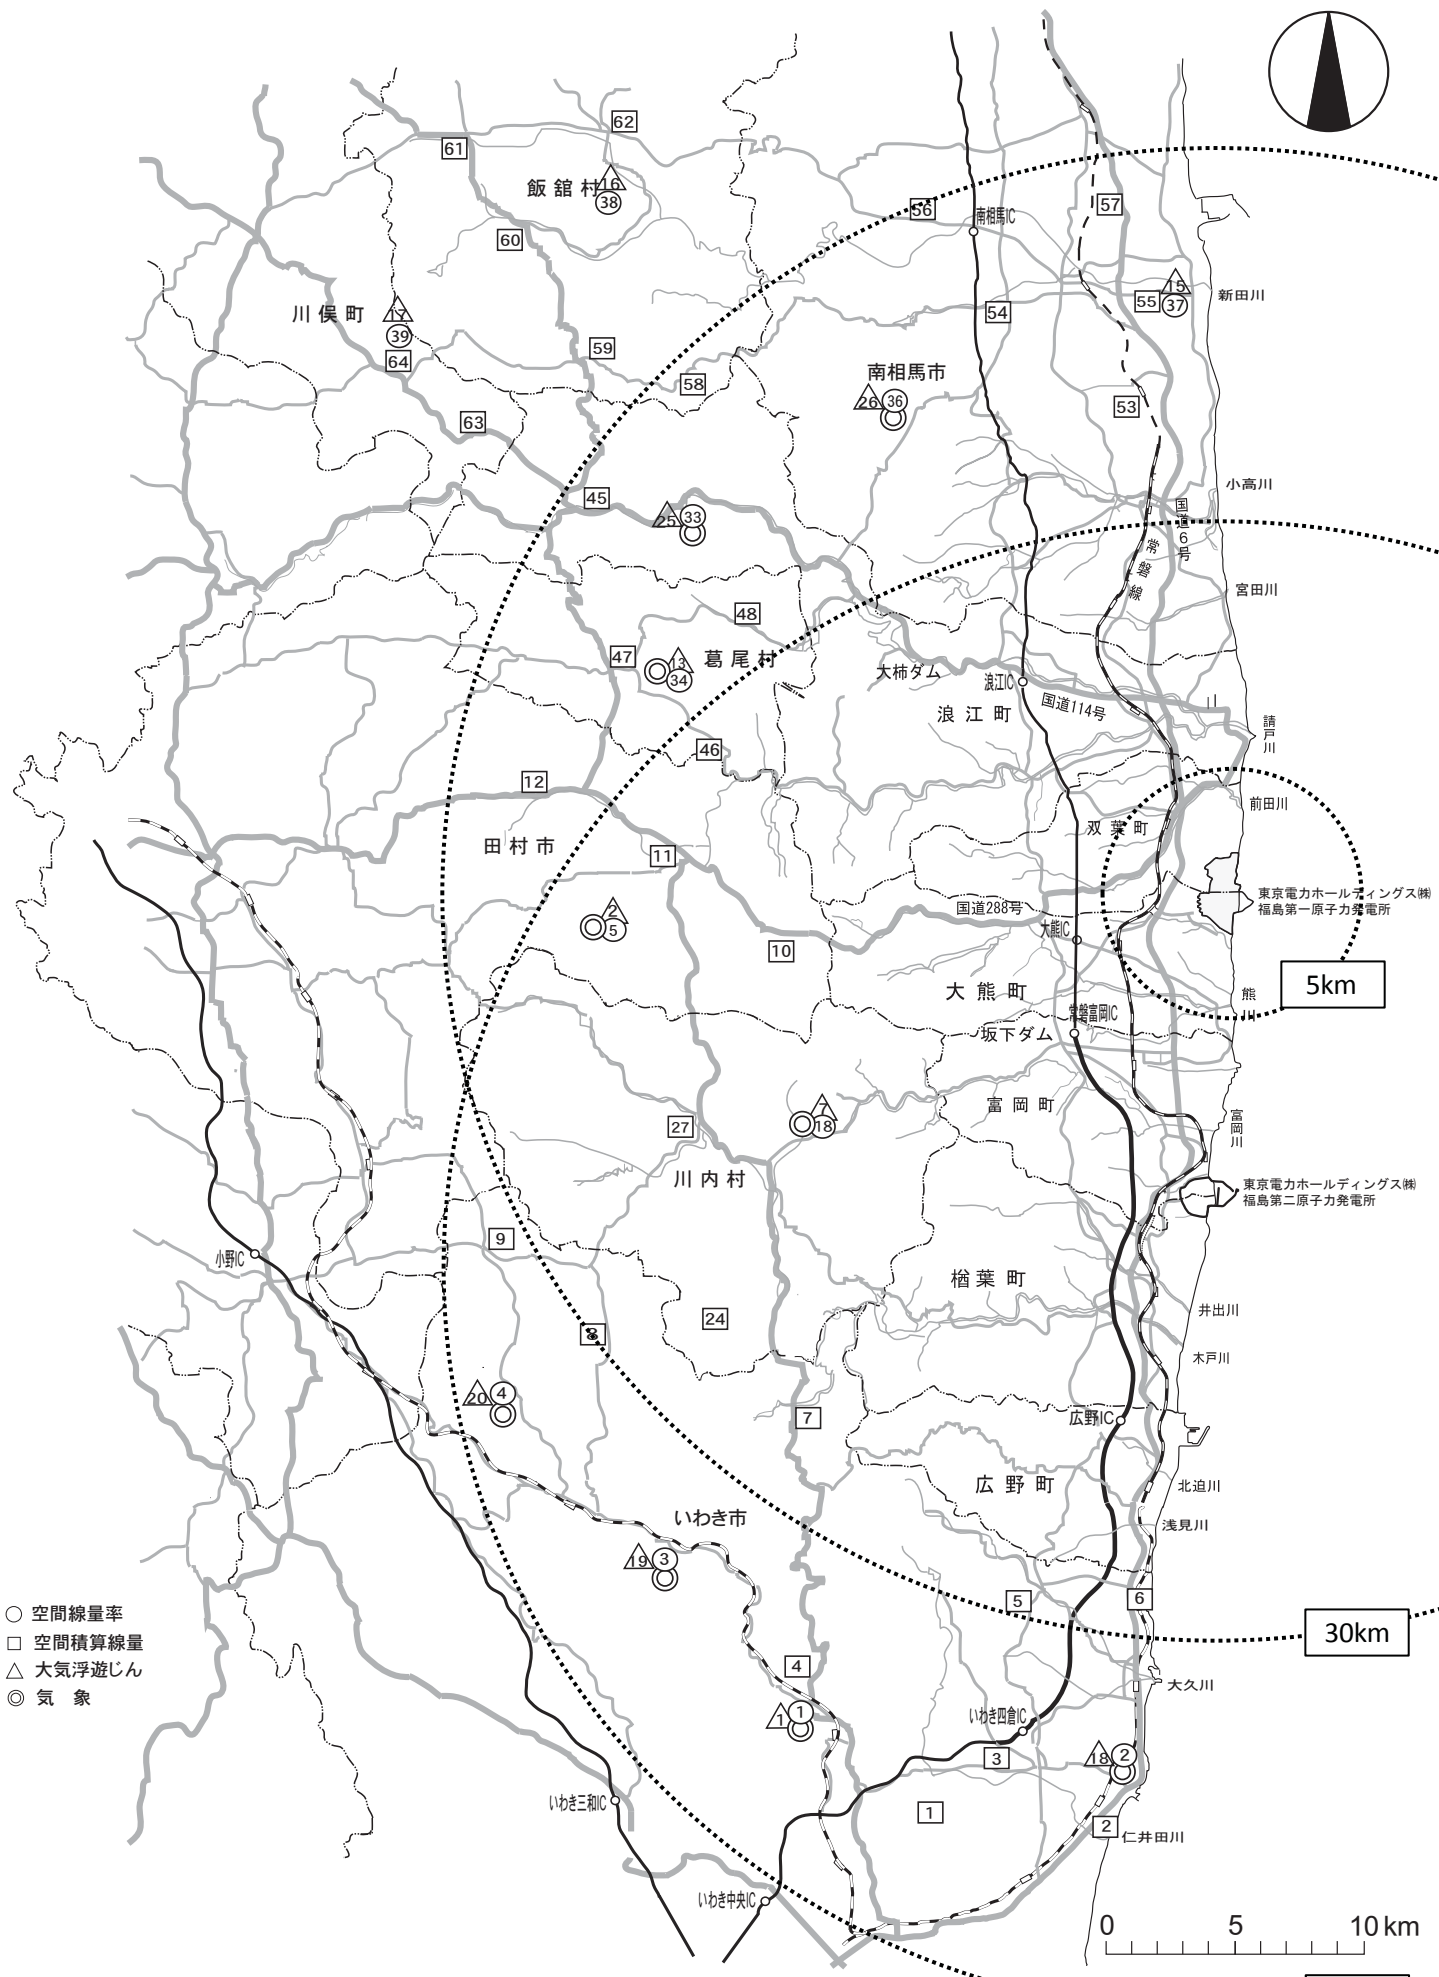 62
61
飯舘村
16
38
57
56
南相馬IC
60
15
55
37
新田川
川俣町
17
39
54
59
64
南相馬市
58
26
36
53
63
小高川
45
25
33
国道6号
常磐線
宮田川
48
47
13
34
葛尾村
大柿ダム
浪江IC
国道114号
川
浪江町
請戸川
46
12
前田川
双葉町
田村市
11
東京電力ホールディングス㈱
福島第一原子力発電所
国道288号
2
5
大熊IC
10
5km
大熊町
熊川
常磐富岡IC
坂下ダム
富岡町
7
18
27
富岡川
川内村
東京電力ホールディングス㈱
福島第二原子力発電所
9
小野IC
楢葉町
井出川
24
木戸川
20
4
7
広野IC
広野町
北迫川
いわき市
浅見川
19
3
5
6
○ 空間線量率
30km
□ 空間積算線量
△ 大気浮遊じん
◎ 気 象
4
大久川
1
1
いわき四倉IC
3
18
2
いわき三和IC
1
2
仁井田川
いわき中央IC
0 5 10km